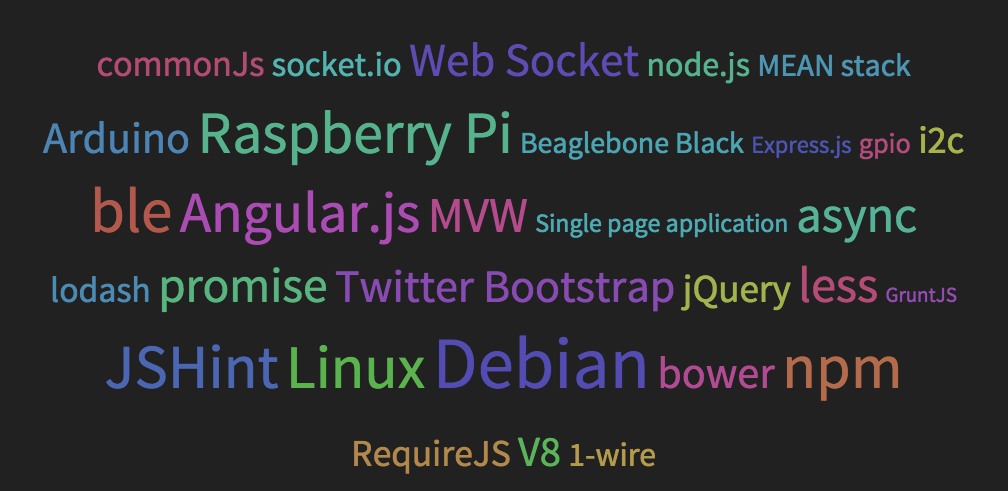 commonJs socket.io Web Socket node.js MEAN stack
Arduino Raspberry Pi Beaglebone Black Express.js gpio i2c
ble Angular.js MVW Single page application async
lodash promise Twitter Bootstrap jQuery less GruntJS
JSHint Linux Debian bower npm
RequireJS V8 1-wire